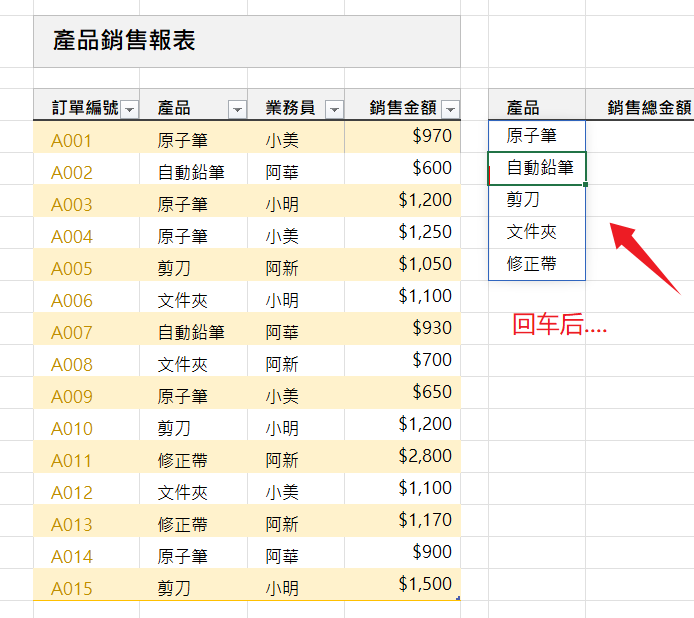 產品銷售報表
訂單編號 產品 業務員 銷售金額 產品 銷售總金額
A001 原子筆 小美 $970 原子筆
A002 自動鉛筆 阿華 $600 自動鉛筆
A003 原子筆 小明 $1,200 剪刀
A004 原子筆 小美 $1,250 文件夾
A005 剪刀 阿新 $1,050 修正帶
A006 文件夾 小明 $1,100
A007 自動鉛筆 阿華 $930 回车后....
A008 文件夾 阿新 $700
A009 原子筆 小美 $650
A010 剪刀 小明 $1,200
A011 修正帶 阿新 $2,800
A012 文件夾 小美 $1,100
A013 修正帶 阿新 $1,170
A014 原子筆 阿華 $900
A015 剪刀 小明 $1,500